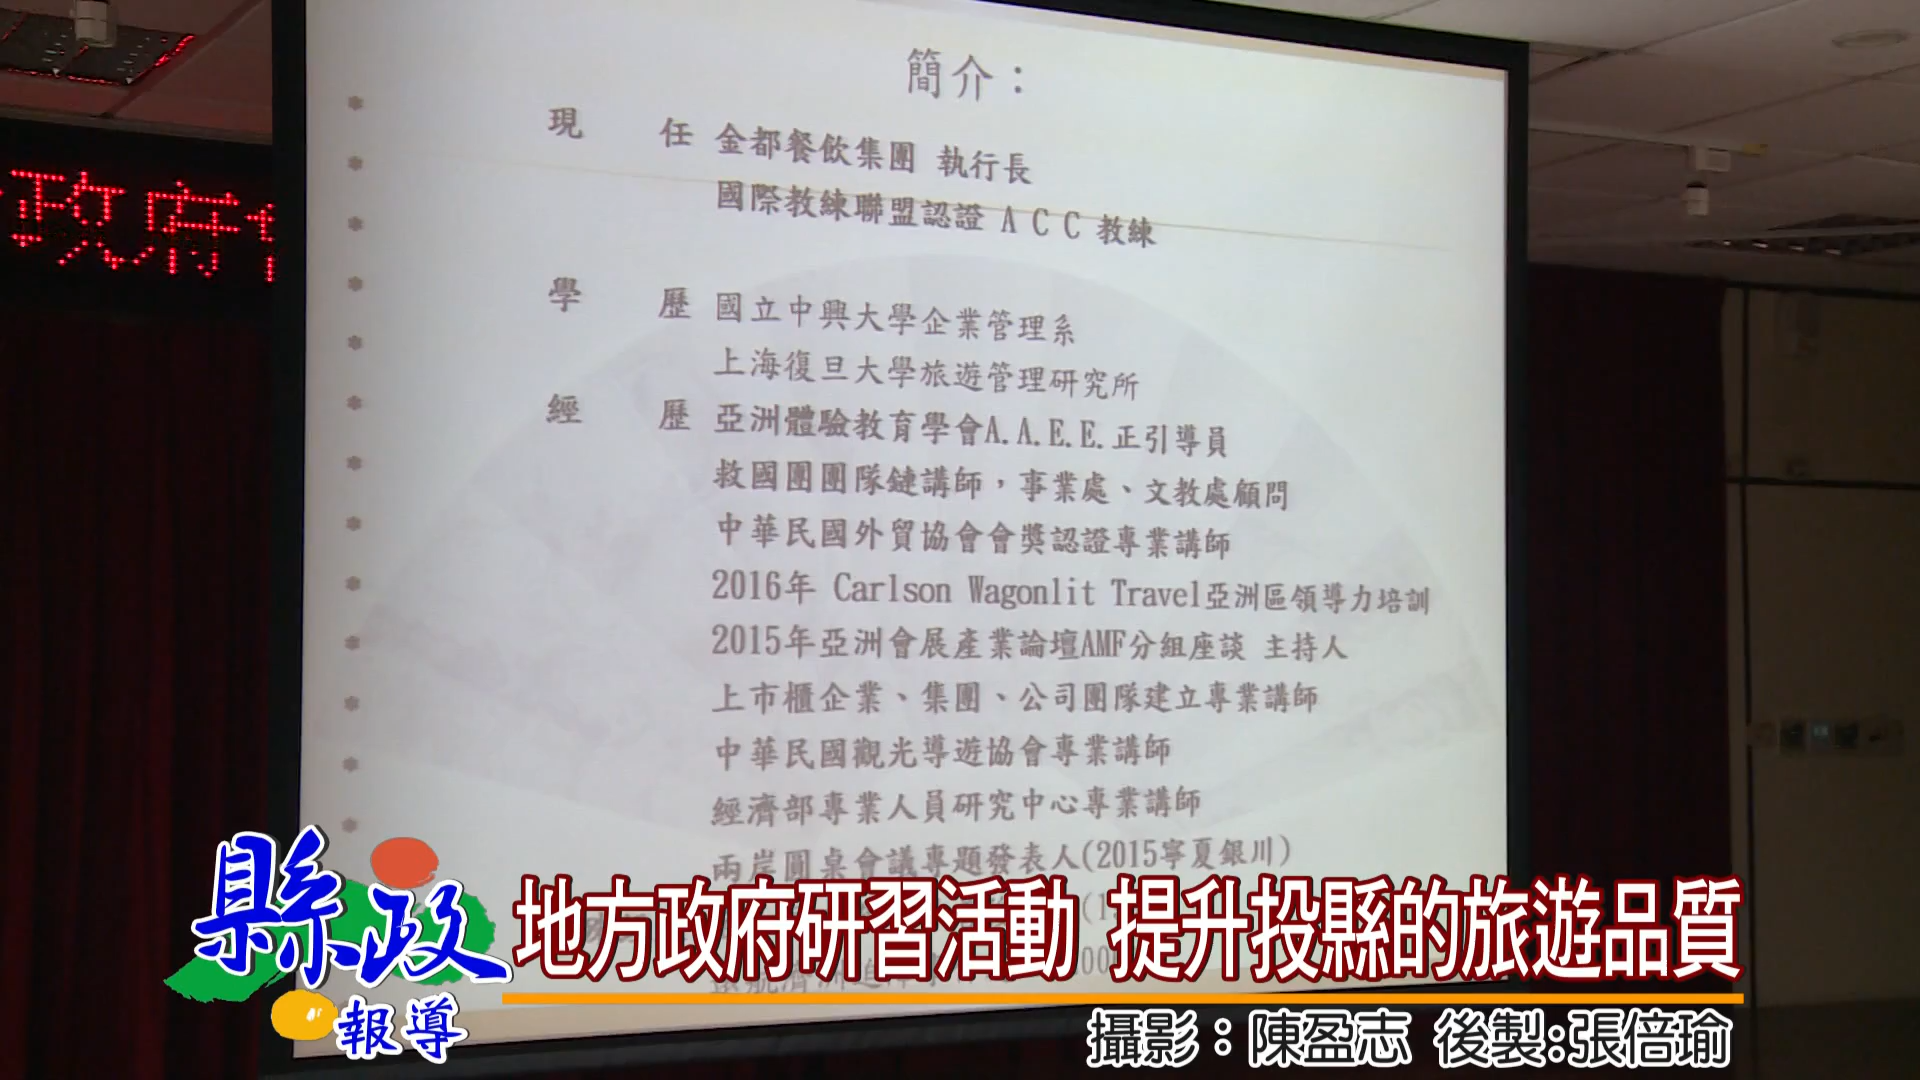 簡介：
現 任 金都餐飲集團 執行長
國際教練聯盟認證 ACC 教練
政府
學 歷 國立中興大學企業管理系
上海復旦大學旅遊管理研究所
經 歷 亞洲體驗教育學會A.A.E.E.正引導員
救國團團隊鏈講師，事業處、文教處顧問
中華民國外貿協會會獎認證專業講師
2016年 Carlson Wagonlit Travel亞洲區領導力培訓
2015年亞洲會展產業論壇AMF分組座談 主持人
上市櫃企業、集團、公司團隊建立專業講師
中華民國觀光導遊協會專業講師
經濟部專業人員研究中心專業講師
兩岸圓桌會議專題發表人(2015寧夏銀川)
縣政報導
地方政府研習活動 提升投縣的旅遊品質
攝影：陳盈志 後製:張倍瑜